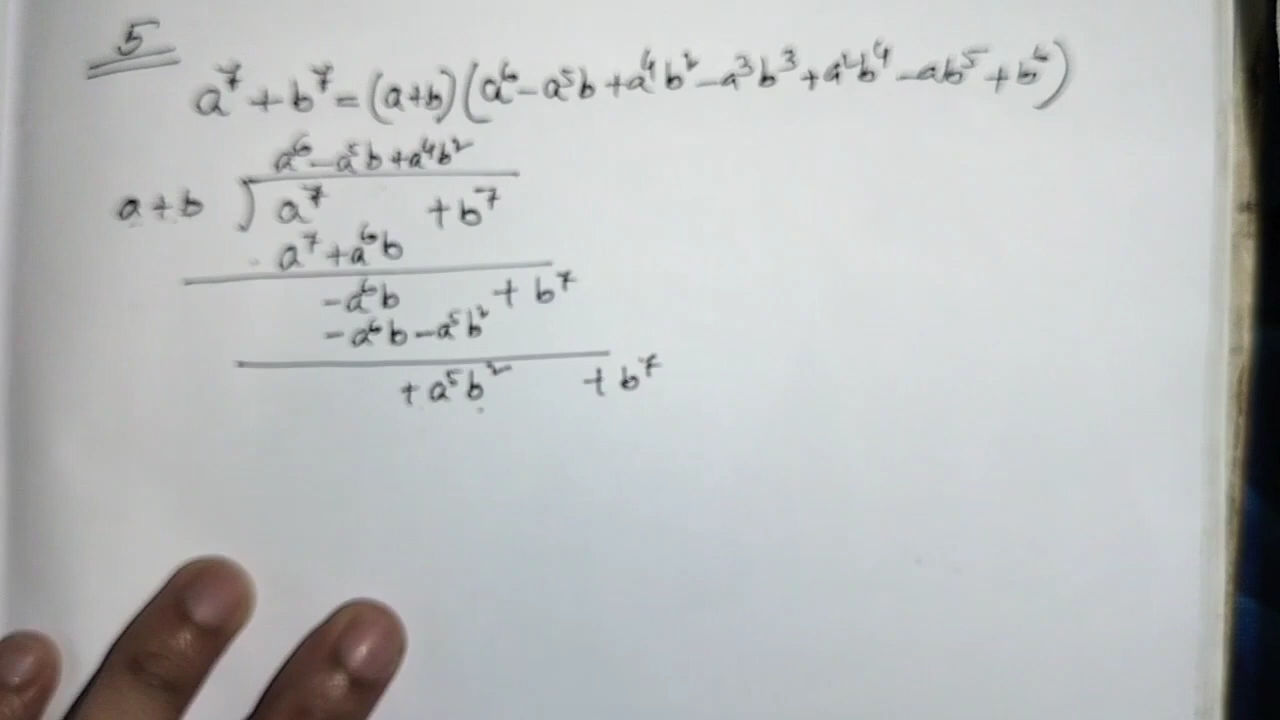 5
a⁷ + b⁷ = (a+b)(a⁶ - a⁵b + a⁴b² - a³b³ + a²b⁴ - ab⁵ + b⁶)
a⁶ - a⁵b + a⁴b²
a + b ) a⁷ + b⁷
a⁷ + a⁶b
- a⁶b + b⁷
- a⁶b - a⁵b²
+ a⁵b² + b⁷